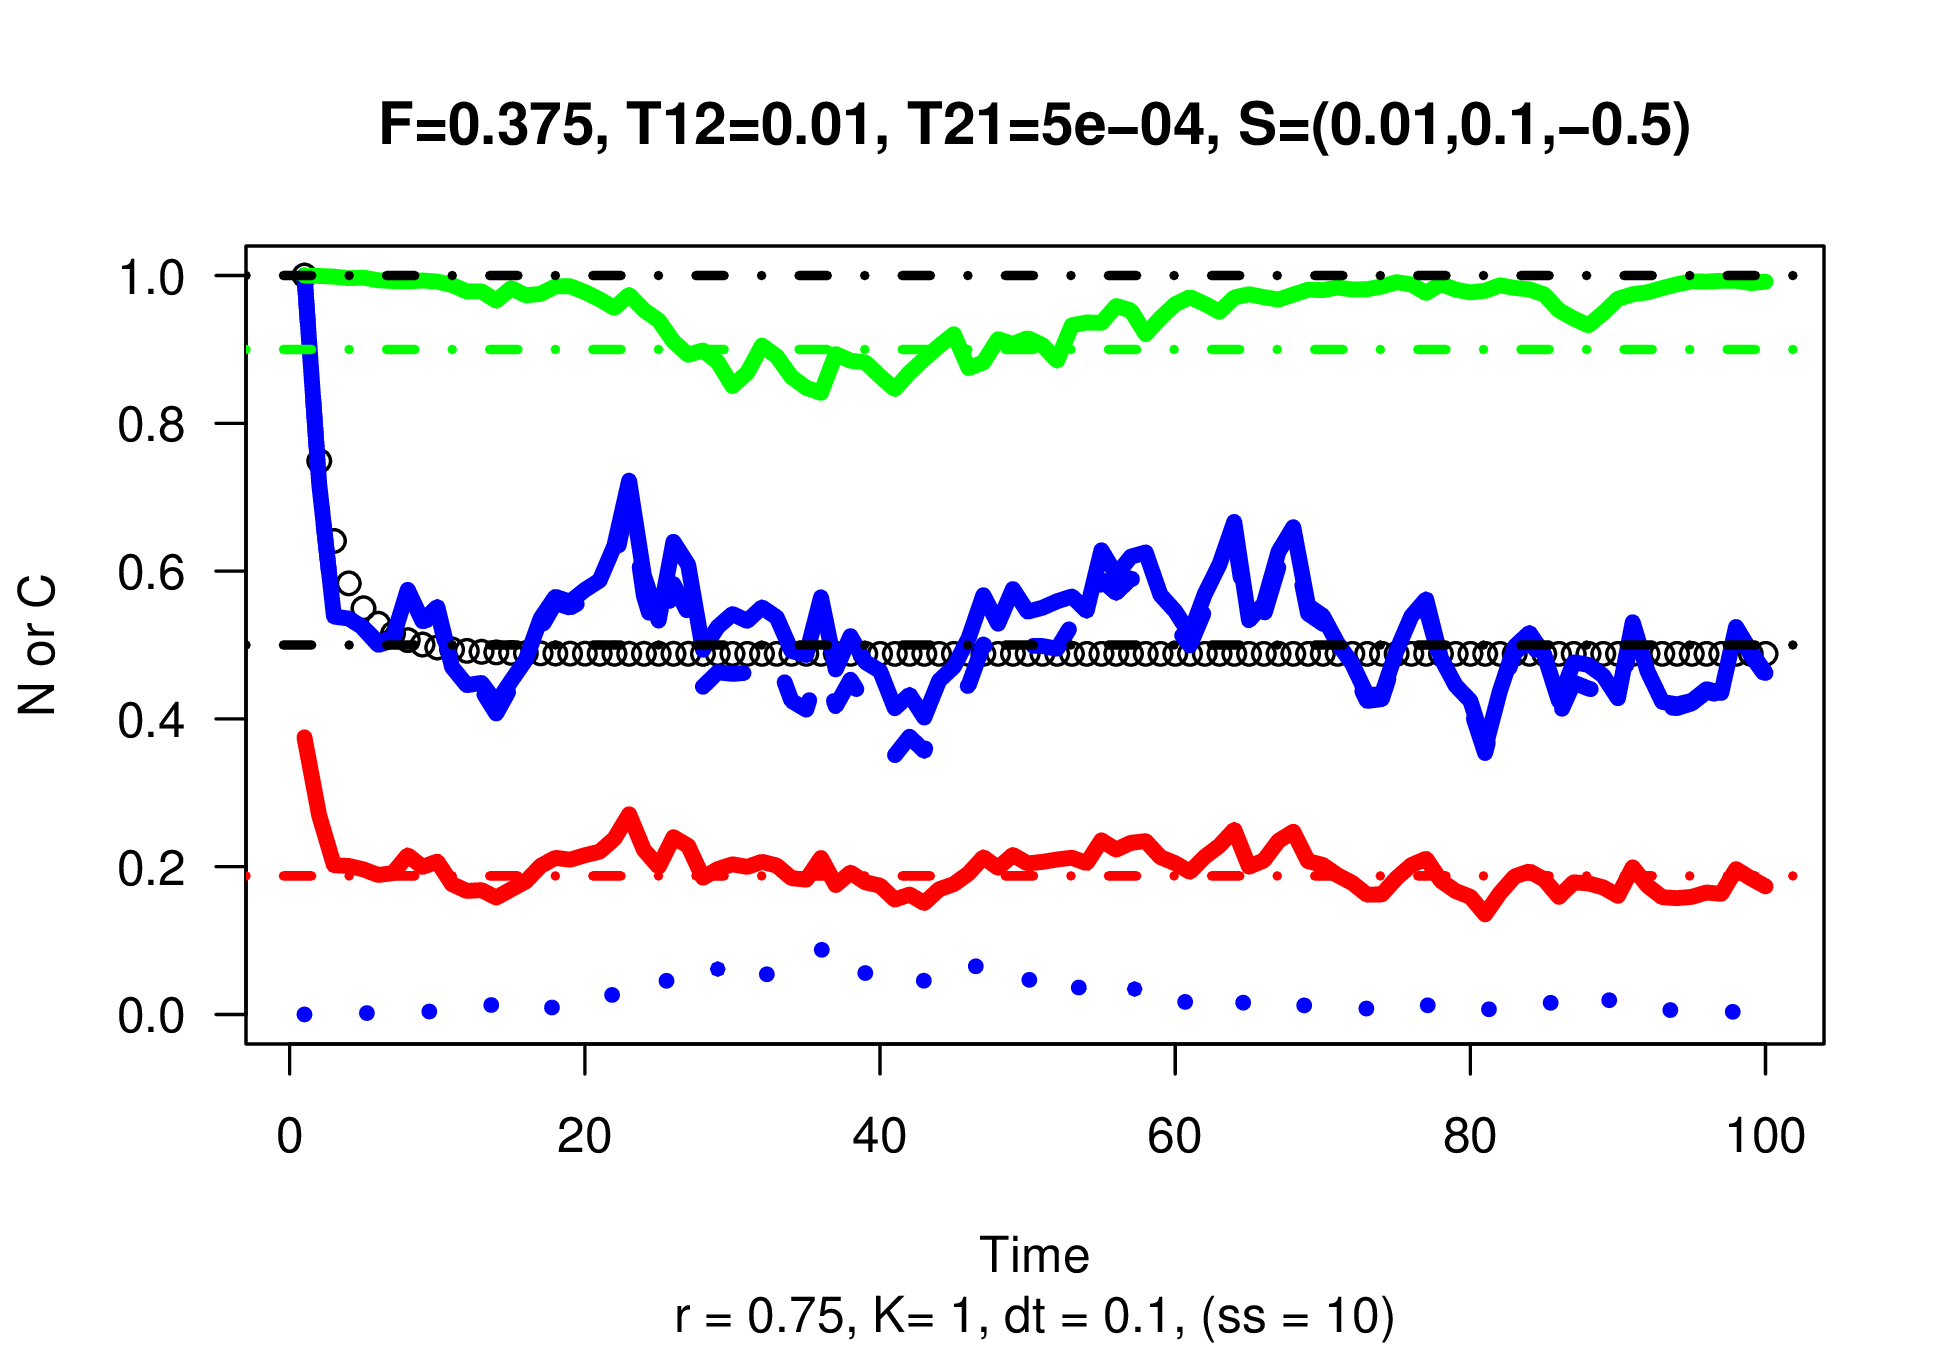 F=0.375, T12=0.01, T21=5e−04, S=(0.01,0.1,−0.5)
N or C
1.0
0.8
0.6
0.4
0.2
0.0
0 20 40 60 80 100
Time
r = 0.75, K= 1, dt = 0.1, (ss = 10)